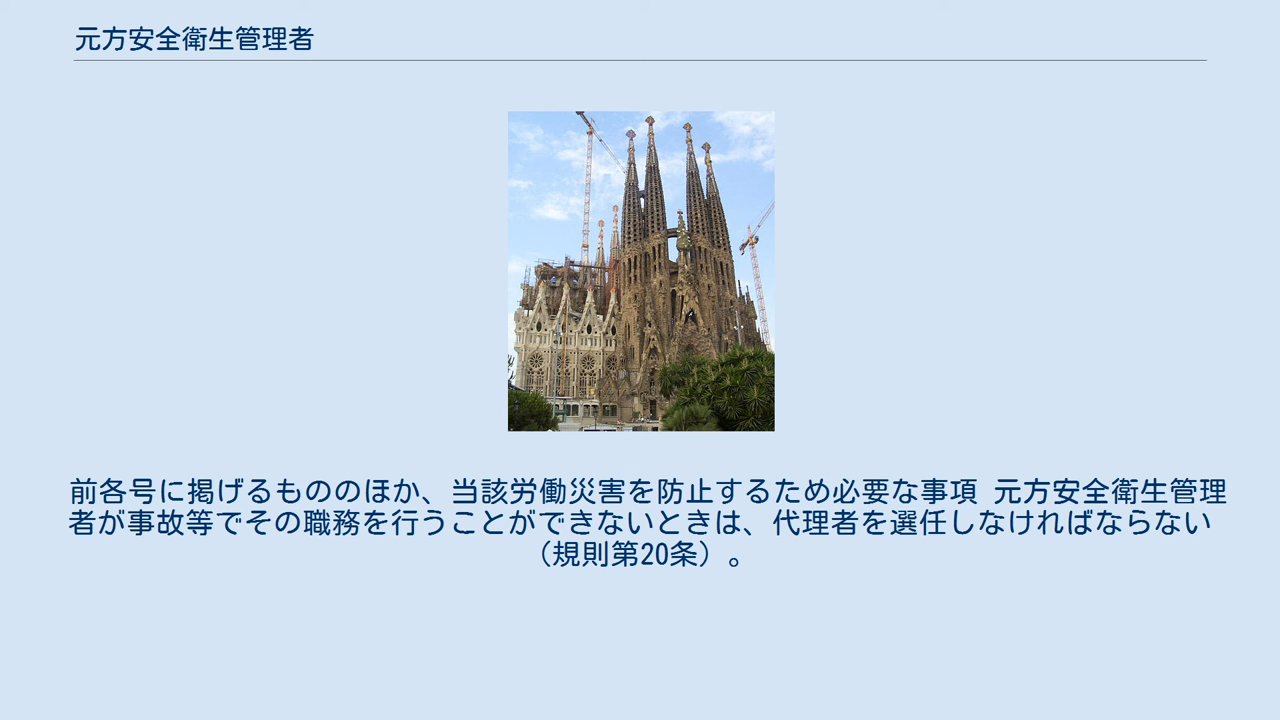 元方安全衛生管理者
前各号に掲げるもののほか、当該労働災害を防止するため必要な事項 元方安全衛生管理
者が事故等でその職務を行うことができないときは、代理者を選任しなければならない
（規則第20条）。